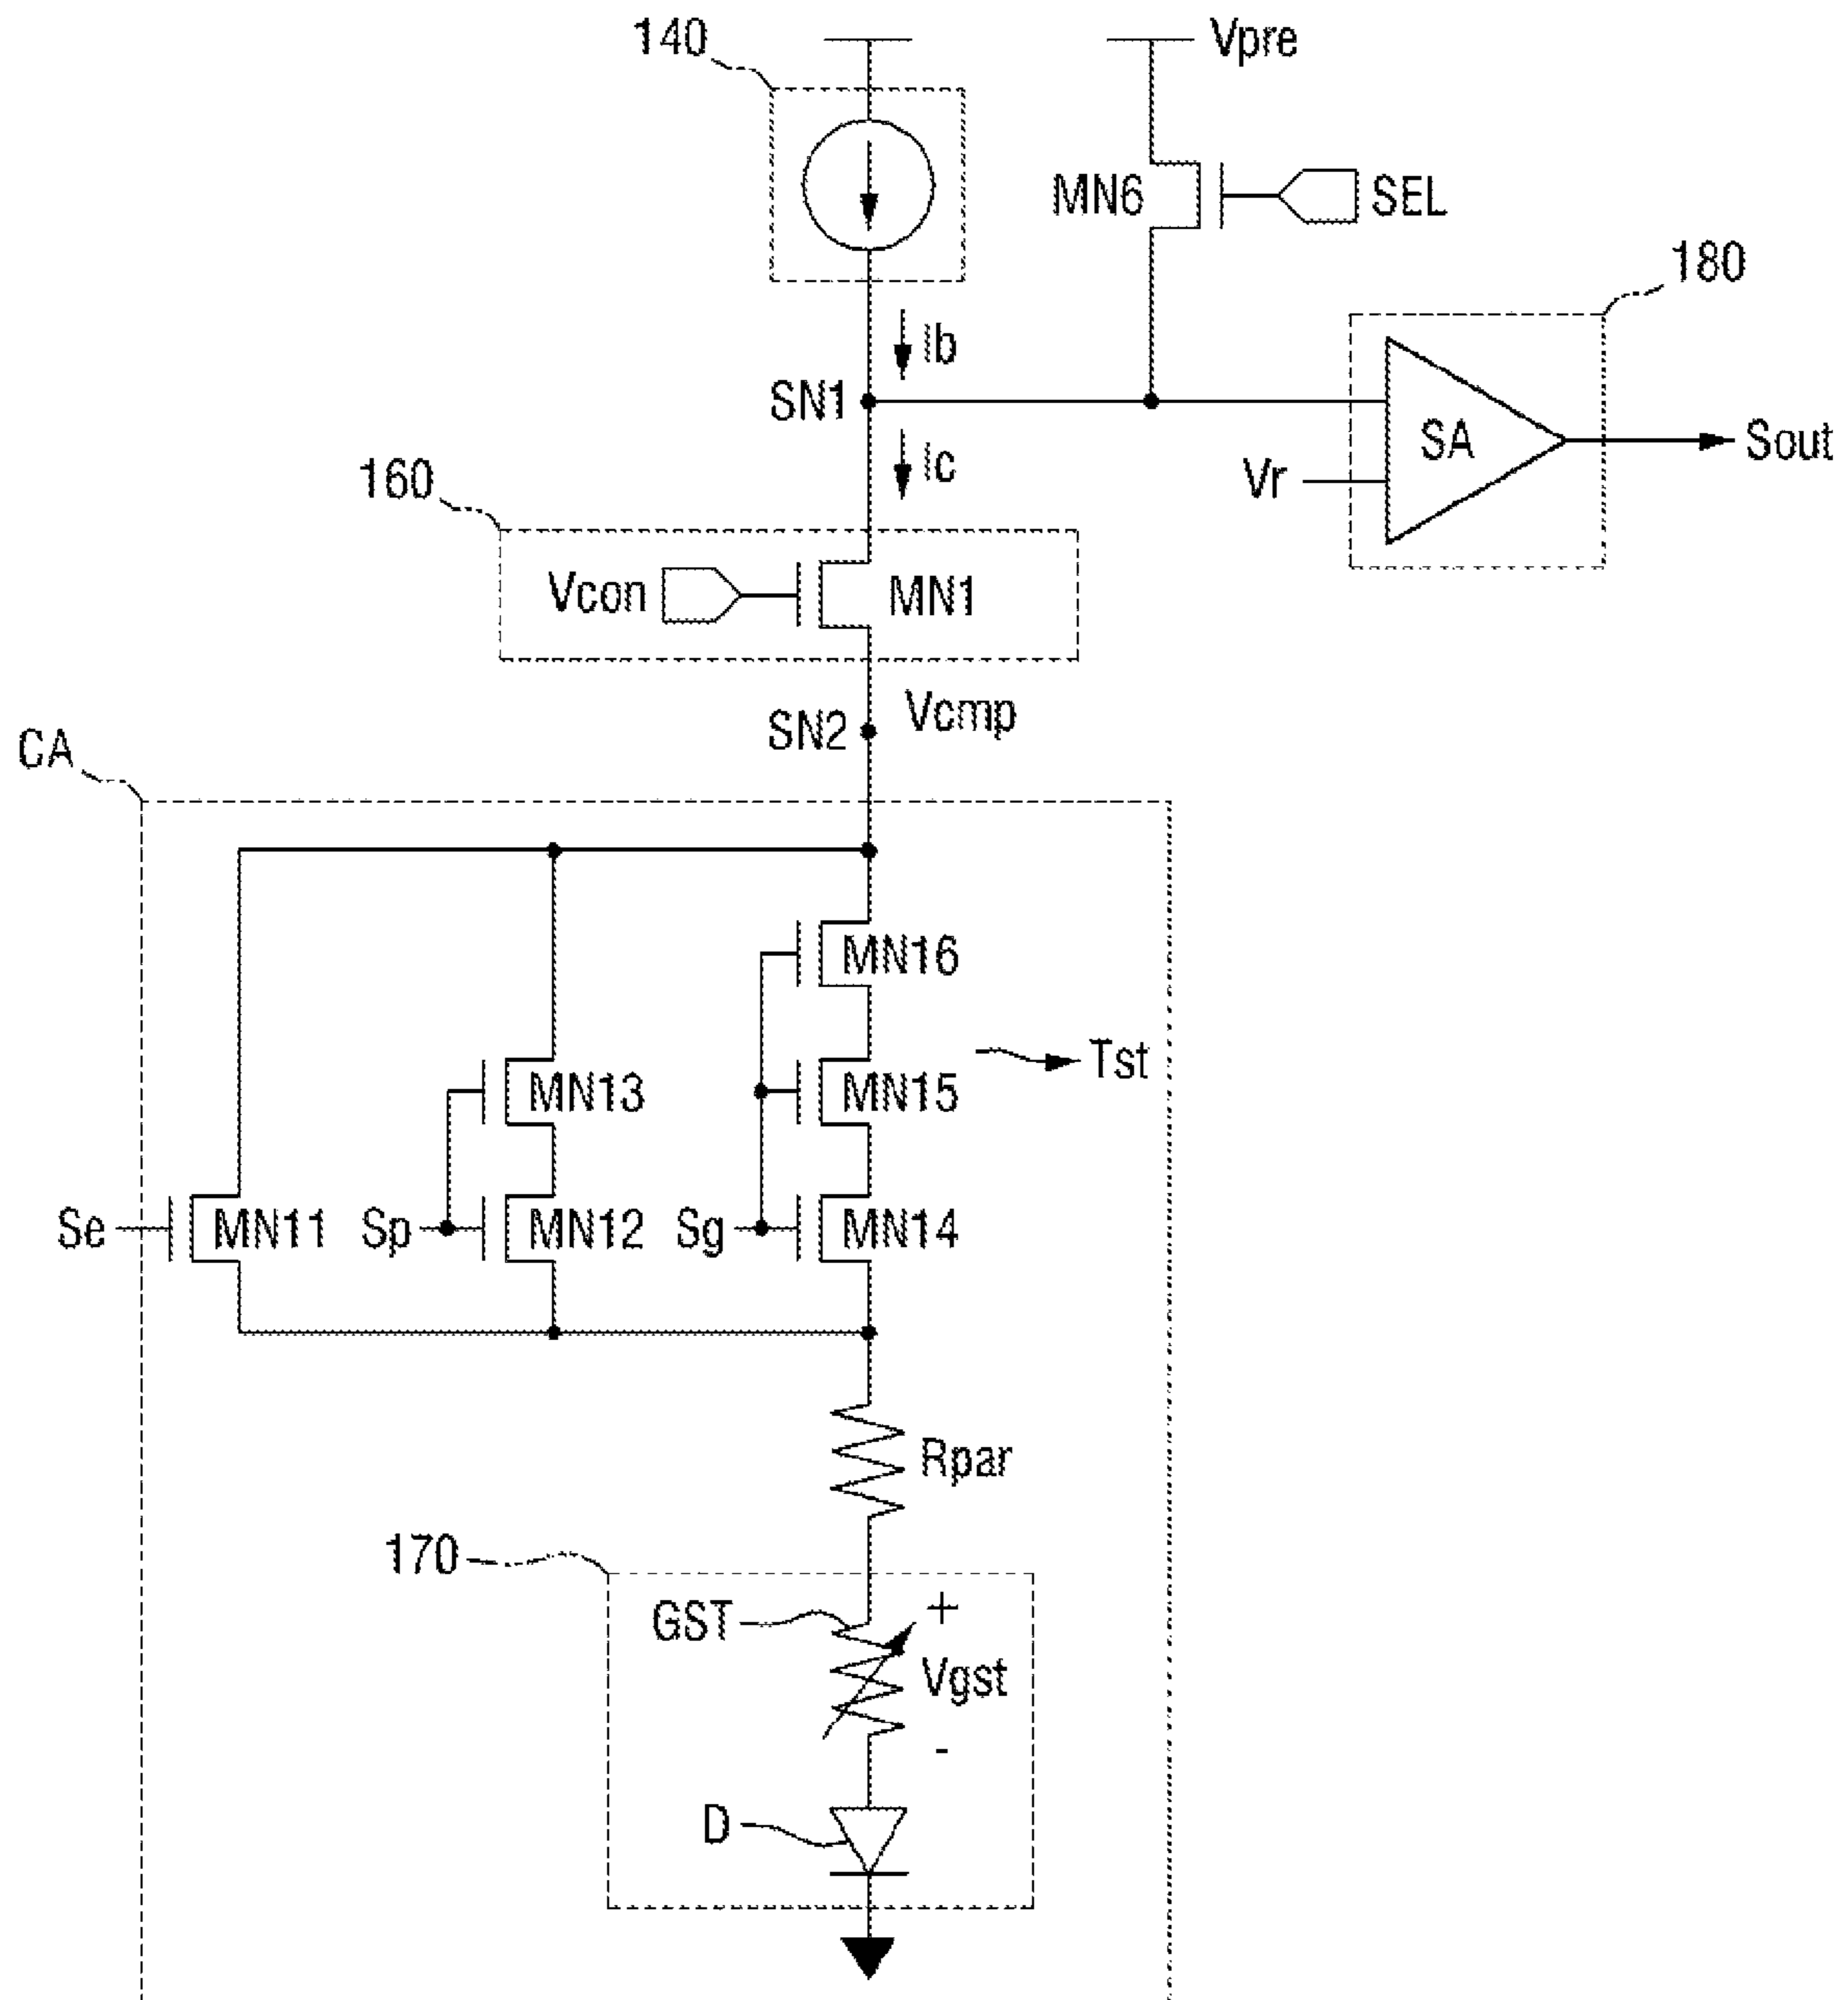 140
Vpre
MN6
SEL
180
Ib
SN1
SA
Sout
Ic
Vr
160
Vcon
MN1
Vcmp
SN2
CA
MN16
Tst
MN13
MN15
Se
MN11
Sp
MN12
Sg
MN14
Rpar
170
GST
+
Vgst
-
D